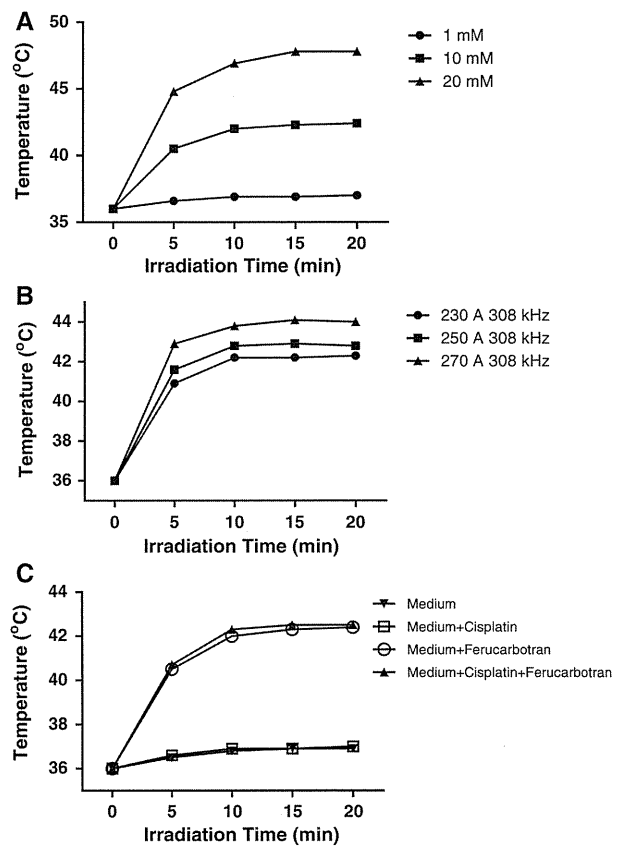 A
50
45
40
35
Temperature (°C)
0 5 10 15 20
Irradiation Time (min)
1 mM
10 mM
20 mM
B
44
42
40
38
36
Temperature (°C)
0 5 10 15 20
Irradiation Time (min)
230 A 308 kHz
250 A 308 kHz
270 A 308 kHz
C
44
42
40
38
36
Temperature (°C)
0 5 10 15 20
Irradiation Time (min)
Medium
Medium+Cisplatin
Medium+Ferucarbotran
Medium+Cisplatin+Ferucarbotran